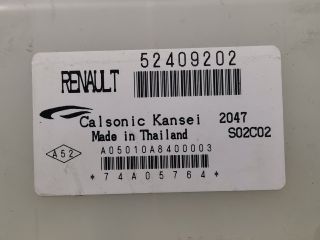 RENAULT 52409202
Calsonic Kansei 2047
Made in Thailand S02C02
A52 A05010A8400003
*74A05764*